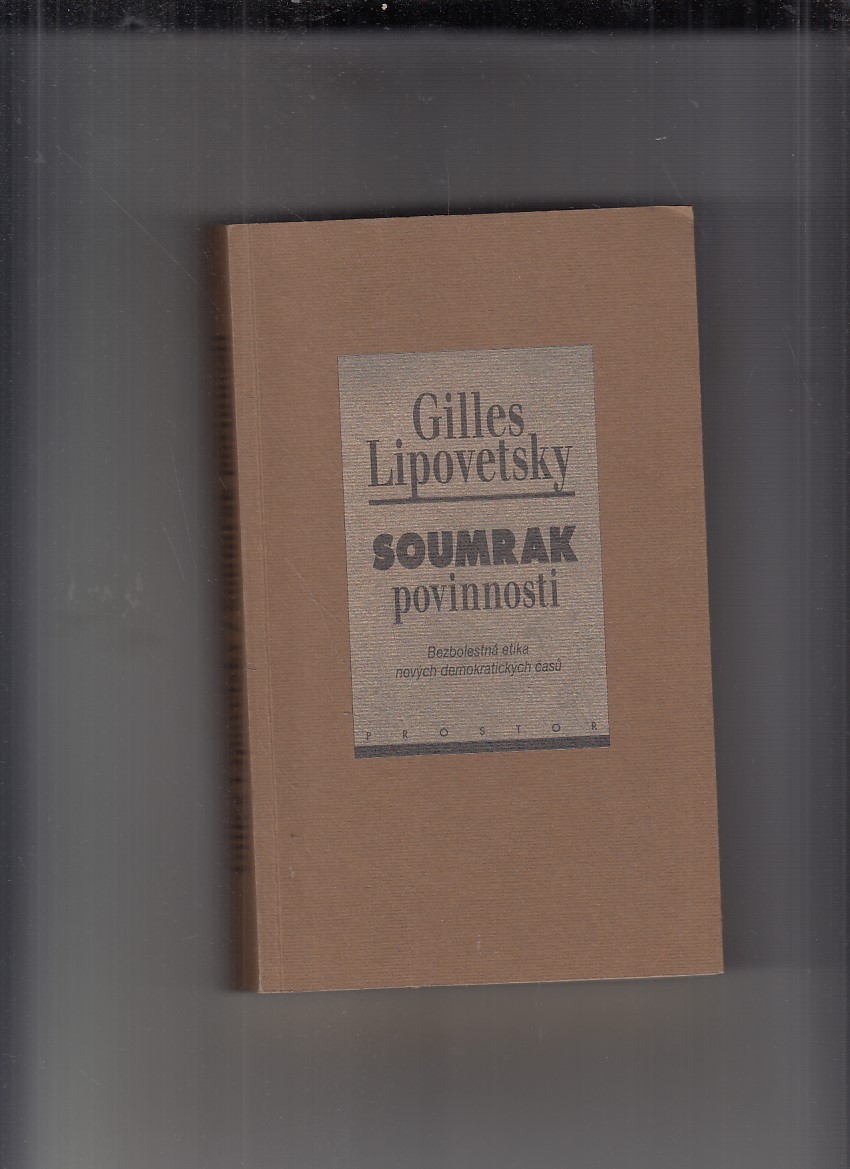 Gilles
Lipovetsky
SOUMRAK
povinnosti
Bezbolestná etika
nových demokratických časů
PROSTOR